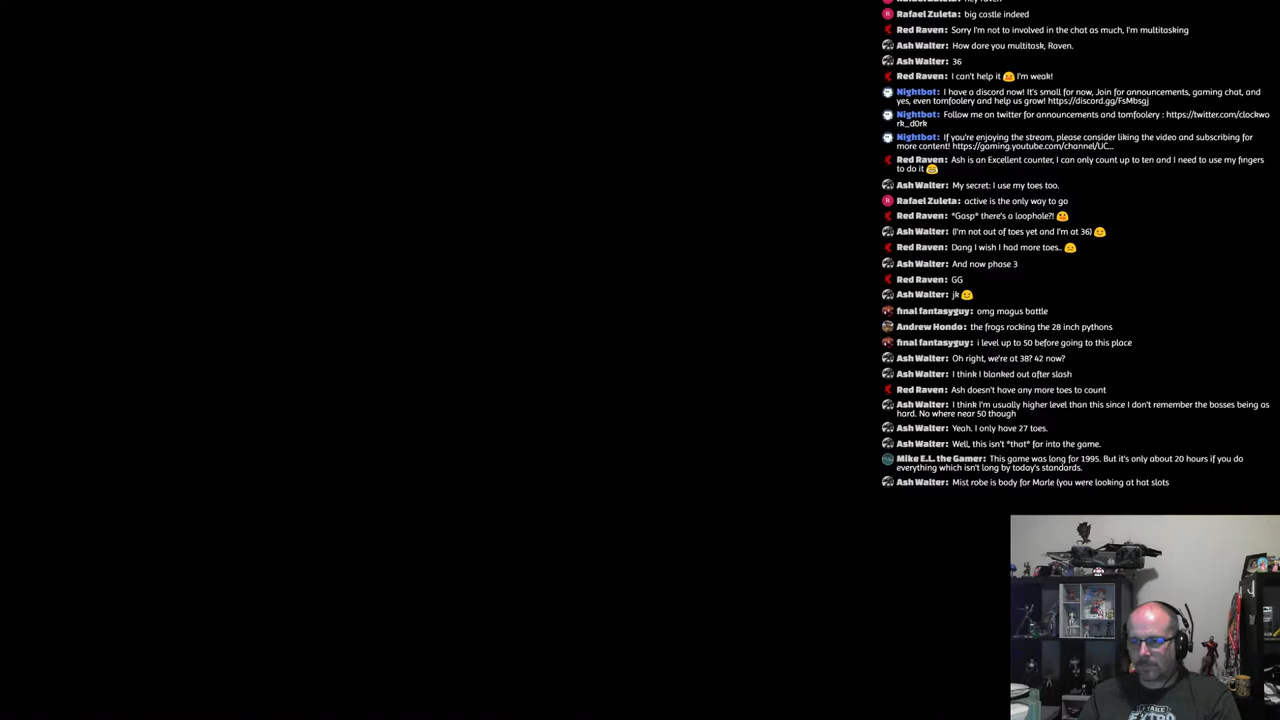 Rafael Zuleta: big castle indeed
Red Raven: Sorry I'm not to involved in the chat as much, I'm multitasking
Ash Walter: How dare you multitask, Raven.
Ash Walter: 36
Red Raven: I can't help it 😩 I'm weak!
Nightbot: I have a discord now! It's small for now, Join for announcements, gaming chat, and
yes, even tomfoolery and help us grow! https://discord.gg/FsMbsgj
Nightbot: Follow me on twitter for announcements and tomfoolery : https://twitter.com/clockwo
rk_d0rk
Nightbot: If you're enjoying the stream, please consider liking the video and subscribing for
more content! https://gaming.youtube.com/channel/UC...
Red Raven: Ash is an Excellent counter, I can only count up to ten and I need to use my fingers
to do it 😂
Ash Walter: My secret: I use my toes too.
Rafael Zuleta: active is the only way to go
Red Raven: *Gasp* there's a loophole?! 😮
Ash Walter: (I'm not out of toes yet and I'm at 36) 😊
Red Raven: Dang I wish I had more toes.. ☹
Ash Walter: And now phase 3
Red Raven: GG
Ash Walter: jk 😊
final fantasyguy: omg magus battle
Andrew Hondo: the frogs rocking the 28 inch pythons
final fantasyguy: i level up to 50 before going to this place
Ash Walter: Oh right, we're at 38? 42 now?
Ash Walter: I think I blanked out after slash
Red Raven: Ash doesn't have any more toes to count
Ash Walter: I think I'm usually higher level than this since I don't remember the bosses being as
hard. No where near 50 though
Ash Walter: Yeah. I only have 27 toes.
Ash Walter: Well, this isn't *that* far into the game.
Mike E.L. the Gamer: This game was long for 1995. But it's only about 20 hours if you do
everything which isn't long by today's standards.
Ash Walter: Mist robe is body for Marle (you were looking at hat slots